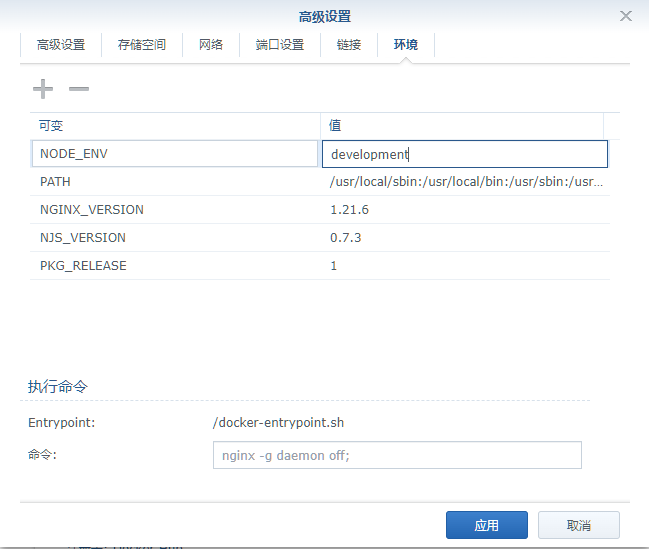 高级设置
高级设置 存储空间 网络 端口设置 链接 环境
可变 值
NODE_ENV development
PATH /usr/local/sbin:/usr/local/bin:/usr/sbin:/usr...
NGINX_VERSION 1.21.6
NJS_VERSION 0.7.3
PKG_RELEASE 1
执行命令
Entrypoint: /docker-entrypoint.sh
命令: nginx -g daemon off;
应用 取消